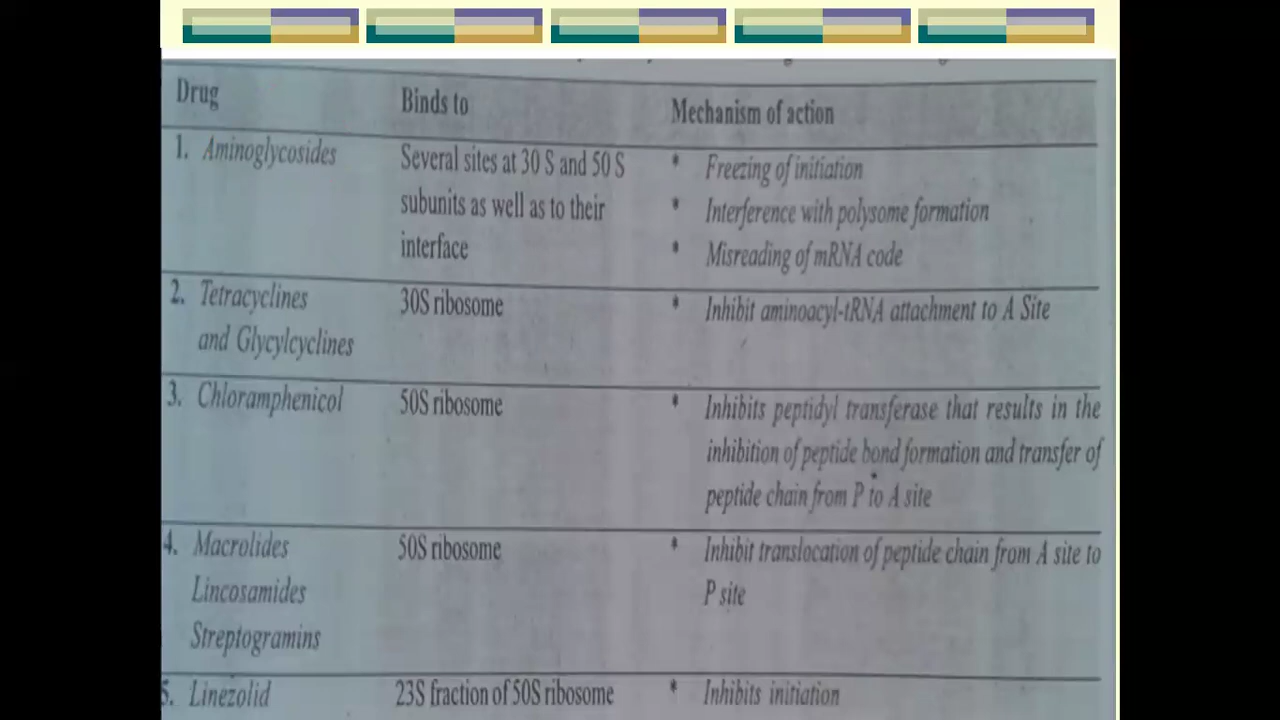 Drug Binds to Mechanism of action
1. Aminoglycosides Several sites at 30 S and 50 S * Freezing of initiation
subunits as well as to their * Interference with polysome formation
interface * Misreading of mRNA code
2. Tetracyclines 30S ribosome * Inhibit aminoacyl-tRNA attachment to A Site
and Glycylcyclines
3. Chloramphenicol 50S ribosome * Inhibits peptidyl transferase that results in the
inhibition of peptide bond formation and transfer of
peptide chain from P to A site
4. Macrolides 50S ribosome * Inhibit translocation of peptide chain from A site to
Lincosamides P site
Streptogramins
5. Linezolid 23S fraction of 50S ribosome * Inhibits initiation